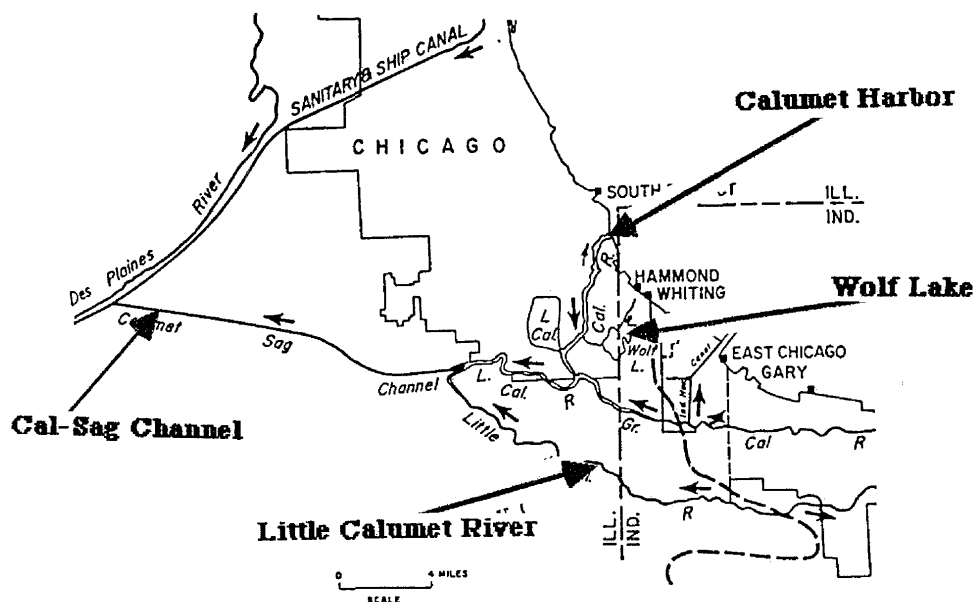 SANITARY & SHIP CANAL
Calumet Harbor
CHICAGO
SOUTH
ILL.
IND.
River
Des Plaines
R.
HAMMOND
WHITING
Wolf Lake
L
Cal.
Cal.
Wolf
L.
Canal
EAST CHICAGO
GARY
Sag
Channel
L.
Cal.
R
Cal-Sag Channel
Little
Gr.
Cal
R
Little Calumet River
R
ILL.
IND.
0 4 MILES
SCALE